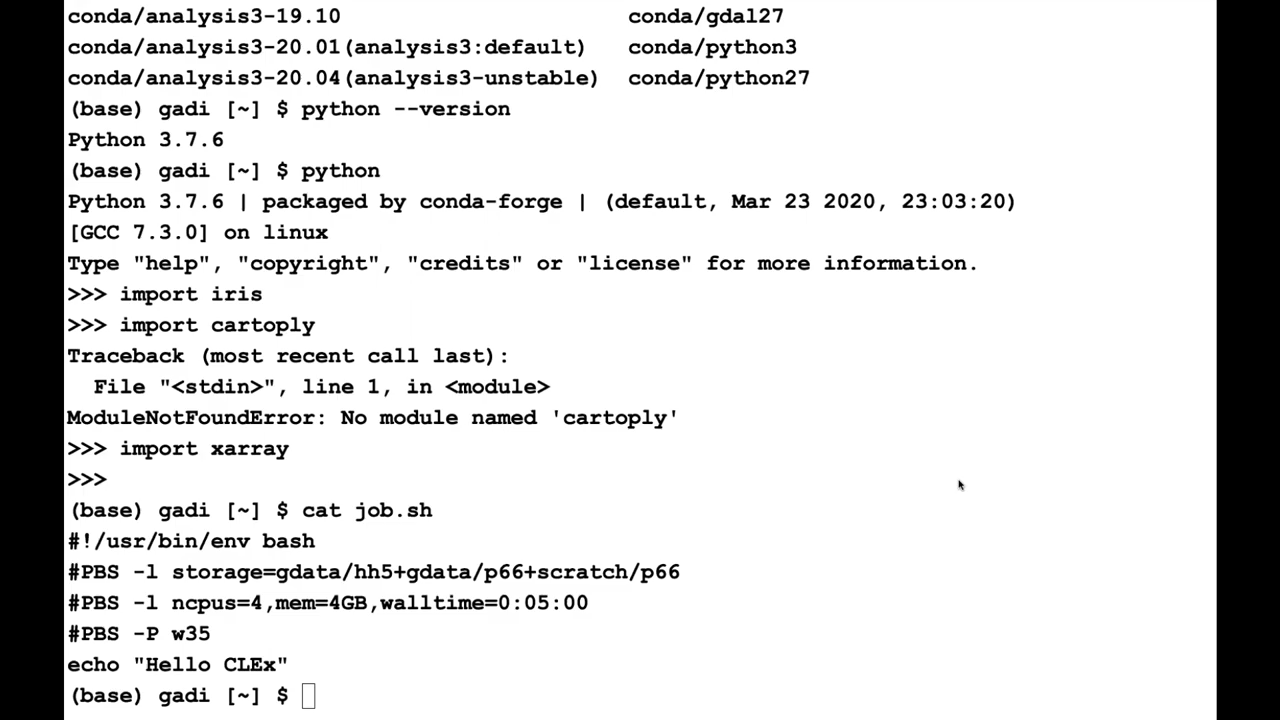 conda/analysis3-19.10 conda/gdal27
conda/analysis3-20.01(analysis3:default) conda/python3
conda/analysis3-20.04(analysis3-unstable) conda/python27
(base) gadi [~] $ python --version
Python 3.7.6
(base) gadi [~] $ python
Python 3.7.6 | packaged by conda-forge | (default, Mar 23 2020, 23:03:20)
[GCC 7.3.0] on linux
Type "help", "copyright", "credits" or "license" for more information.
>>> import iris
>>> import cartoply
Traceback (most recent call last):
  File "<stdin>", line 1, in <module>
ModuleNotFoundError: No module named 'cartoply'
>>> import xarray
>>>
(base) gadi [~] $ cat job.sh
#!/usr/bin/env bash
#PBS -l storage=gdata/hh5+gdata/p66+scratch/p66
#PBS -l ncpus=4,mem=4GB,walltime=0:05:00
#PBS -P w35
echo "Hello CLEx"
(base) gadi [~] $